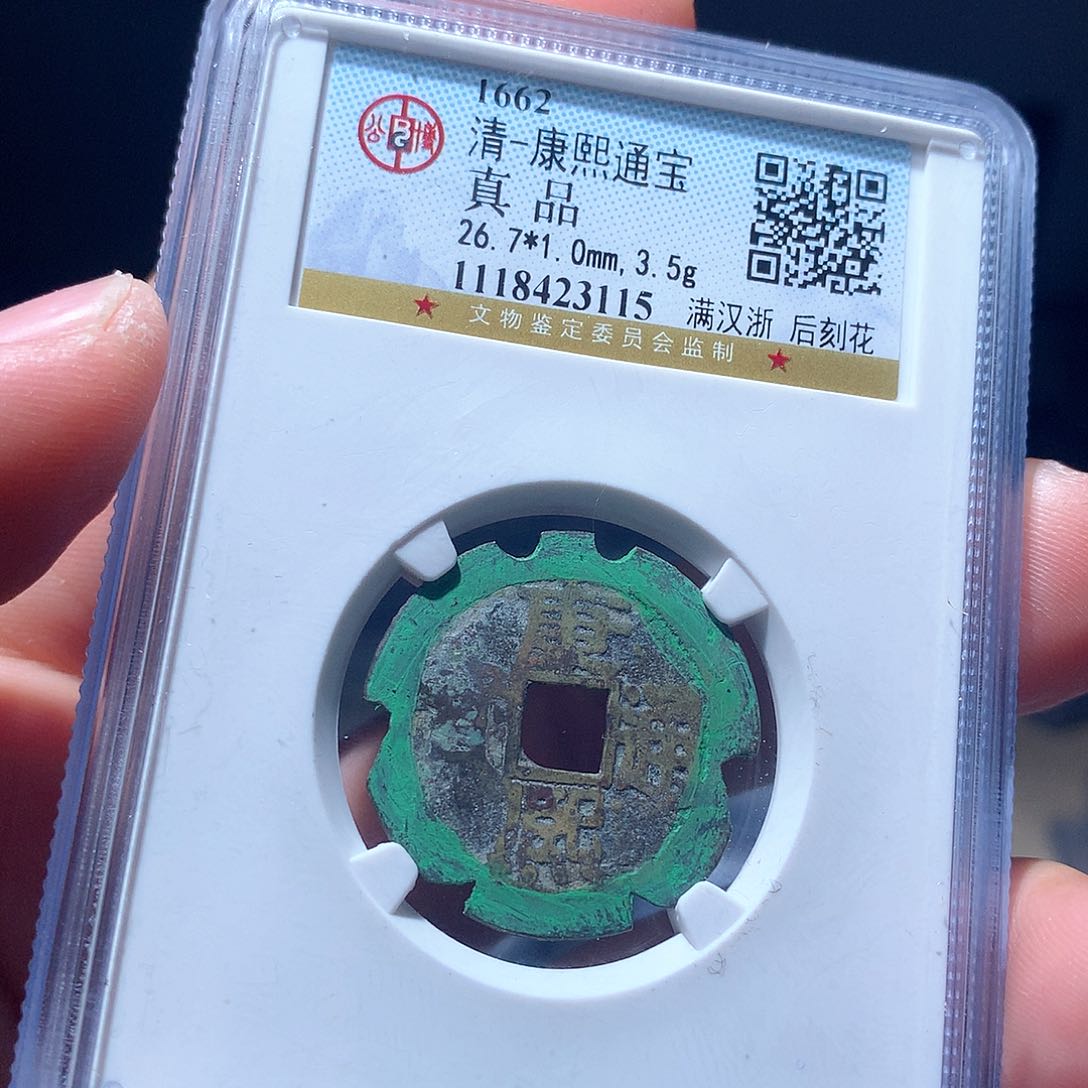 1662
清-康熙通宝
真 品
26.7*1.0mm,3.5g
1118423115 满汉浙 后刻花
文物鉴定委员会监制
康
通
熙